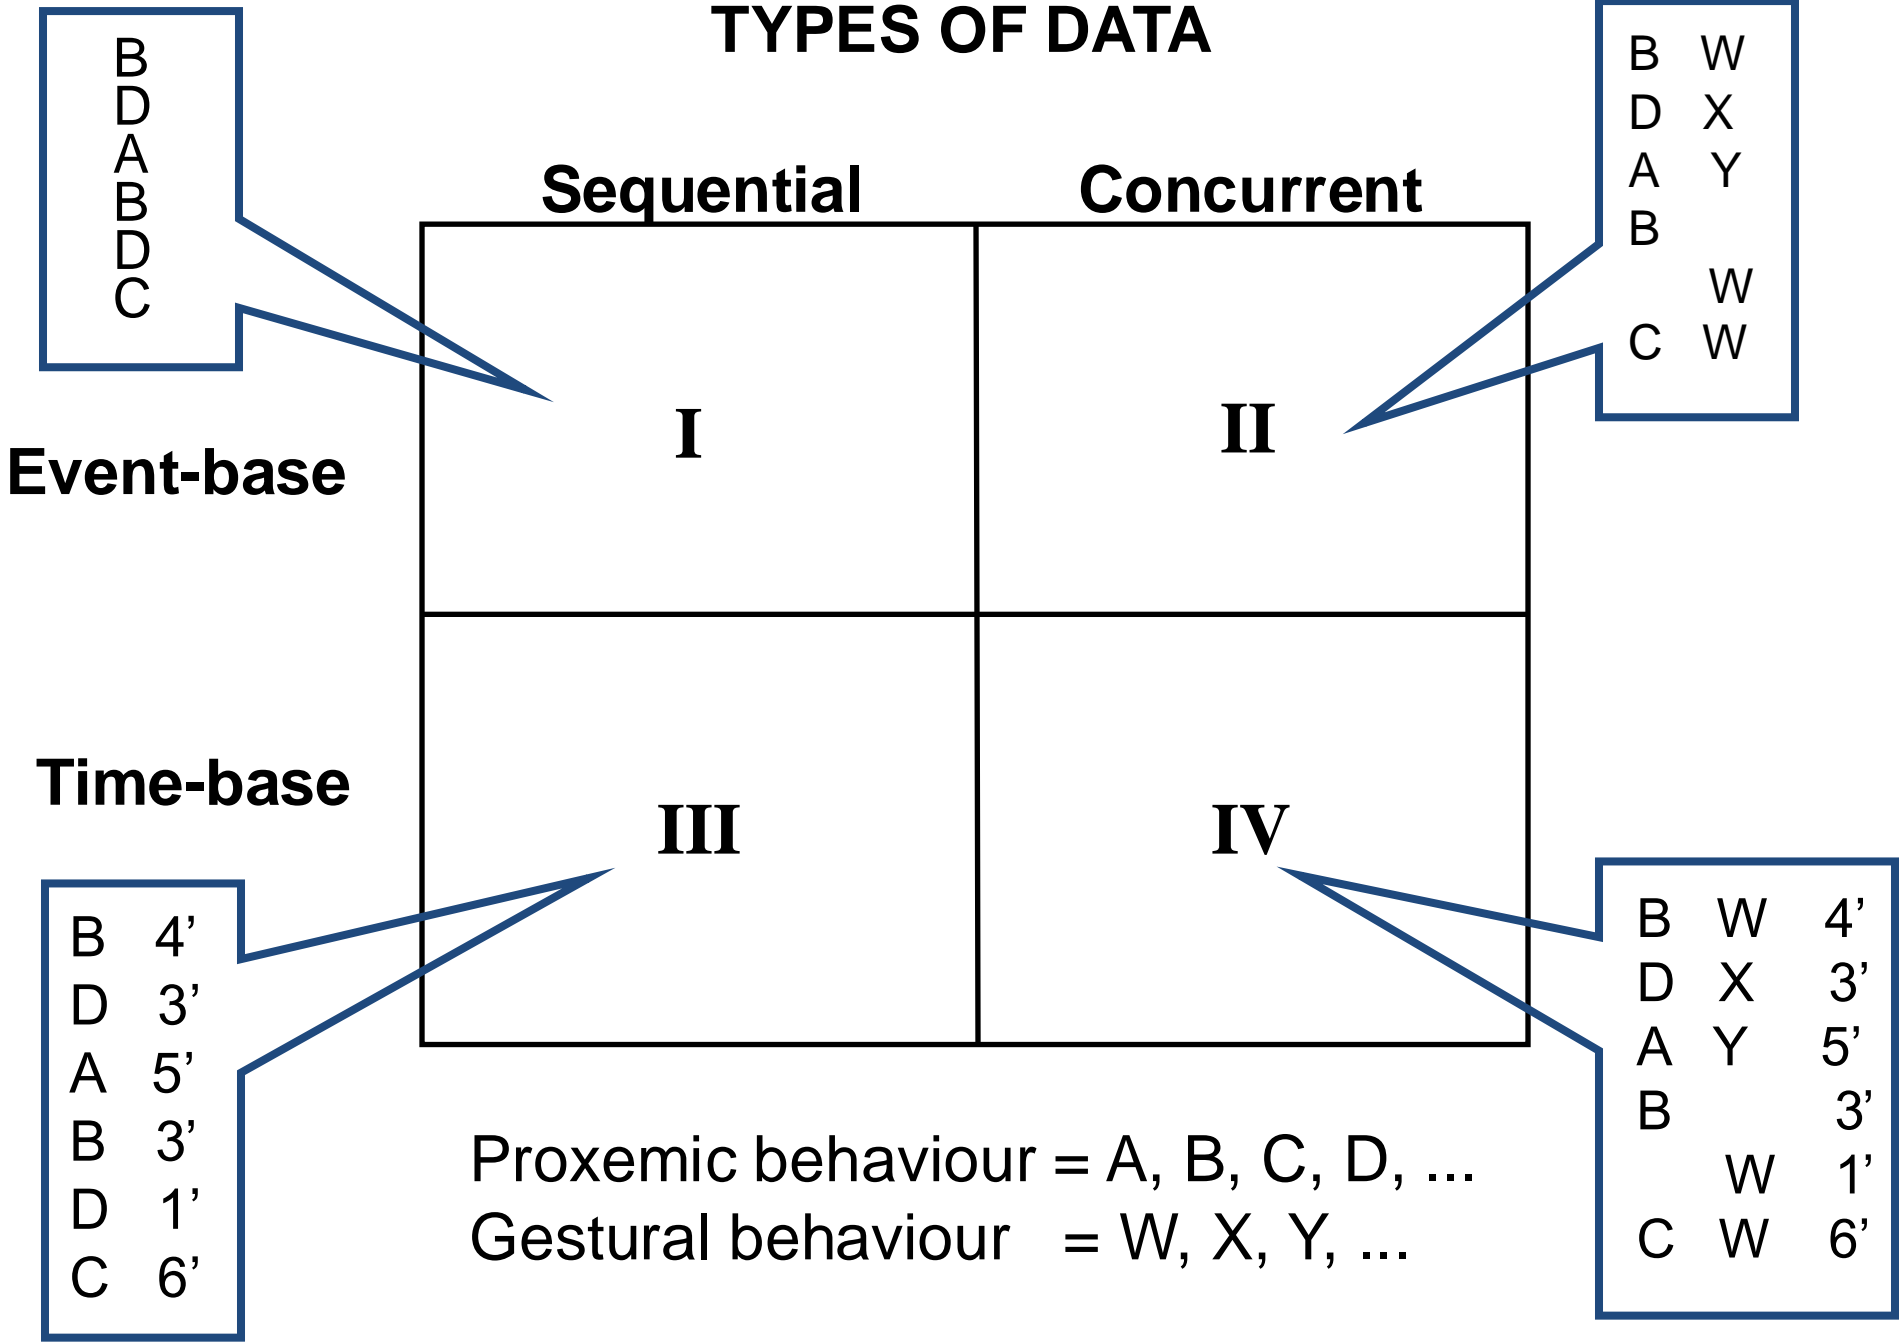 TYPES OF DATA
B
D
A
B
D
C
B W
D X
A Y
B
W
C W
Sequential Concurrent
I II
Event-base
Time-base
III IV
B 4’
D 3’
A 5’
B 3’
D 1’
C 6’
B W 4’
D X 3’
A Y 5’
B 3’
W 1’
C W 6’
Proxemic behaviour = A, B, C, D, ...
Gestural behaviour = W, X, Y, ...